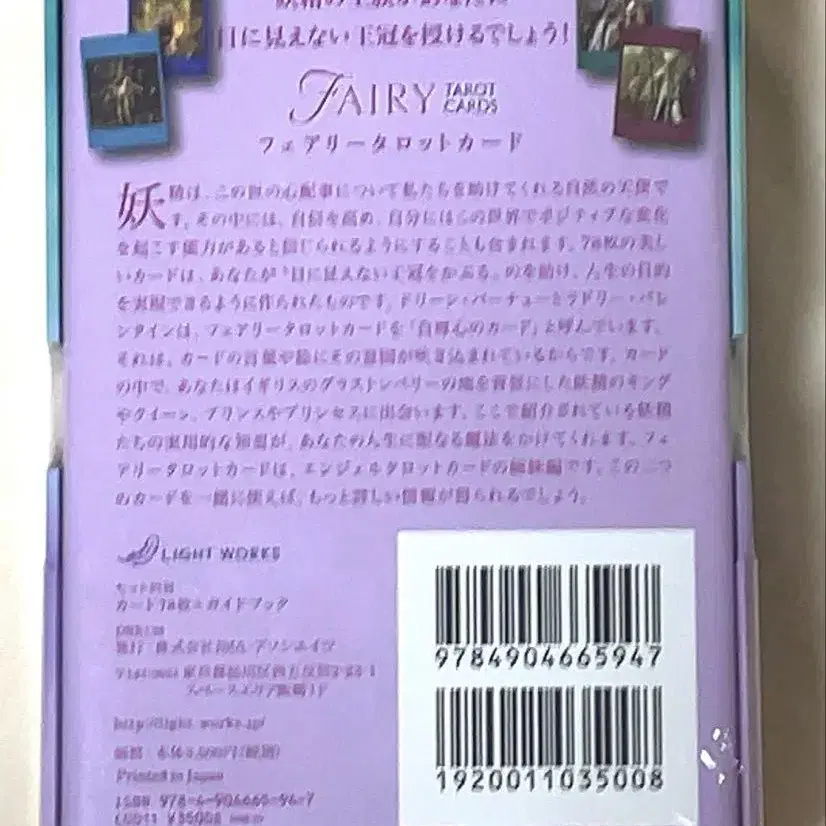 目に見えない王冠を授けるでしょう!
FAIRY TAROT CARDS
フェアリータロットカード
妖精は、この世の心配事について私たちを助けてくれる自然の天使で
す。その中には、自信を高め、自分にはこの世界でポジティブな変化
を起こす能力があると信じられるようにすることも含まれます。78枚の美し
いカードは、あなたが「目に見えない王冠をかぶる」のを助け、人生の目的
を実現できるように作られたものです。ドリーン・バーチューとラドリー・バレ
ンタインは、フェアリータロットカードを「自尊心のカード」と呼んでいます。
それは、カードの言葉や絵にその意図が吹き込まれているからです。カード
の中で、あなたはイギリスのグラストンベリーの地を背景にした妖精のキング
やクイーン、プリンスやプリンセスに出会います。ここで紹介されている妖精
たちの実用的な知恵が、あなたの人生に更なる魔法をかけてくれます。フェ
アリータロットカードは、エンジェルタロットカードの姉妹編です。この二つ
のカードを一緒に使えば、もっと詳しい情報が得られるでしょう。
LIGHT WORKS
セット内容
カード78枚+ガイドブック
発行: 株式会社JMA・アソシエイツ
http://light-works.jp/
Printed in Japan
9784904665947
1920011035008